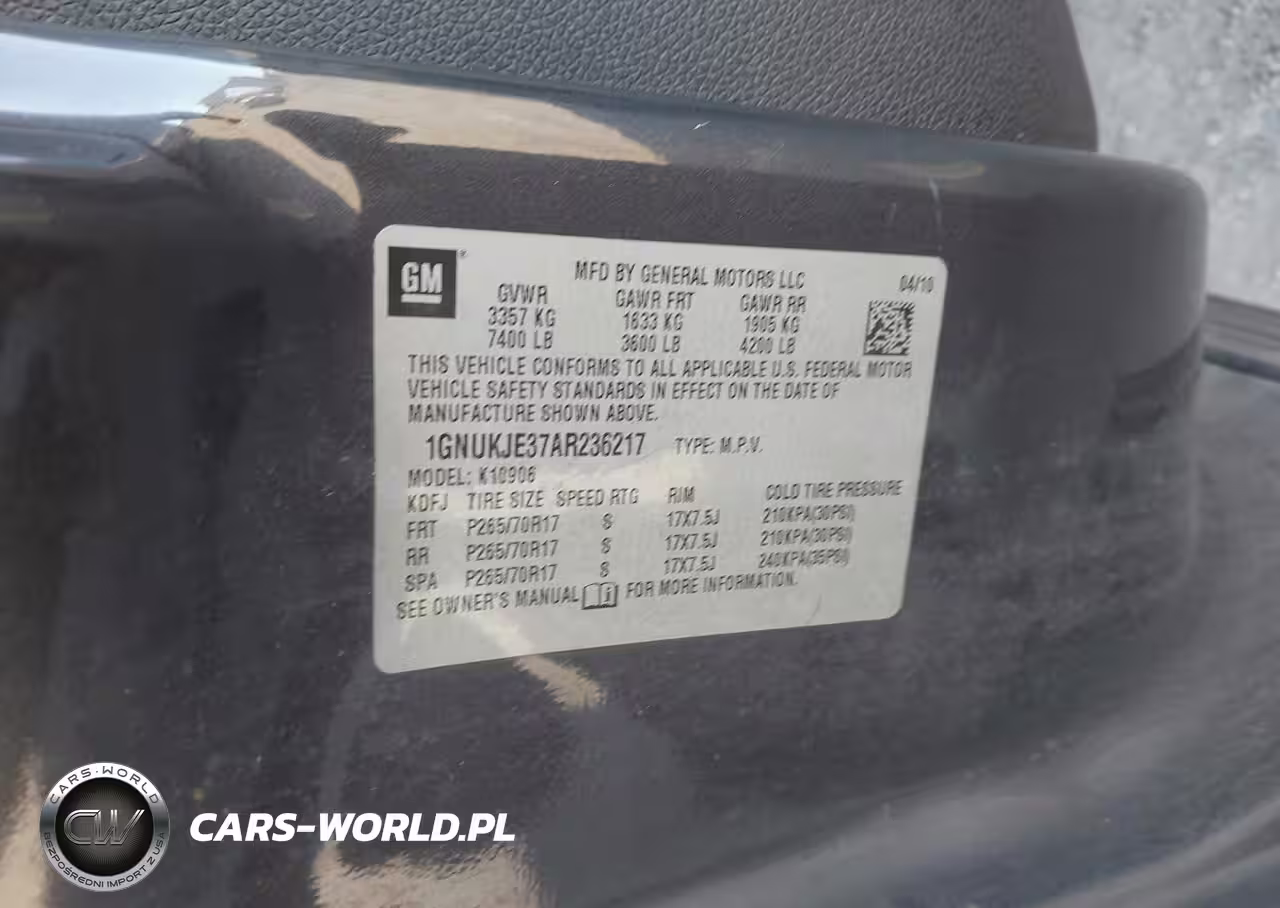 GM®
MFD BY GENERAL MOTORS LLC 04/10
GVWR GAWR FRT GAWR RR
3357 KG 1633 KG 1905 KG
7400 LB 3600 LB 4200 LB
THIS VEHICLE CONFORMS TO ALL APPLICABLE U.S. FEDERAL MOTOR
VEHICLE SAFETY STANDARDS IN EFFECT ON THE DATE OF
MANUFACTURE SHOWN ABOVE.
1GNUKJE37AR236217 TYPE: M.P.V.
MODEL: K10906
KDFJ TIRE SIZE SPEED RTG RIM COLD TIRE PRESSURE
FRT P265/70R17 S 17X7.5J 210KPA(30PSI)
RR P265/70R17 S 17X7.5J 210KPA(30PSI)
SPA P265/70R17 S 17X7.5J 240KPA(35PSI)
SEE OWNER'S MANUAL FOR MORE INFORMATION.
CARS-WORLD
CW
BEZPOŚREDNI IMPORT Z USA
CARS-WORLD.PL